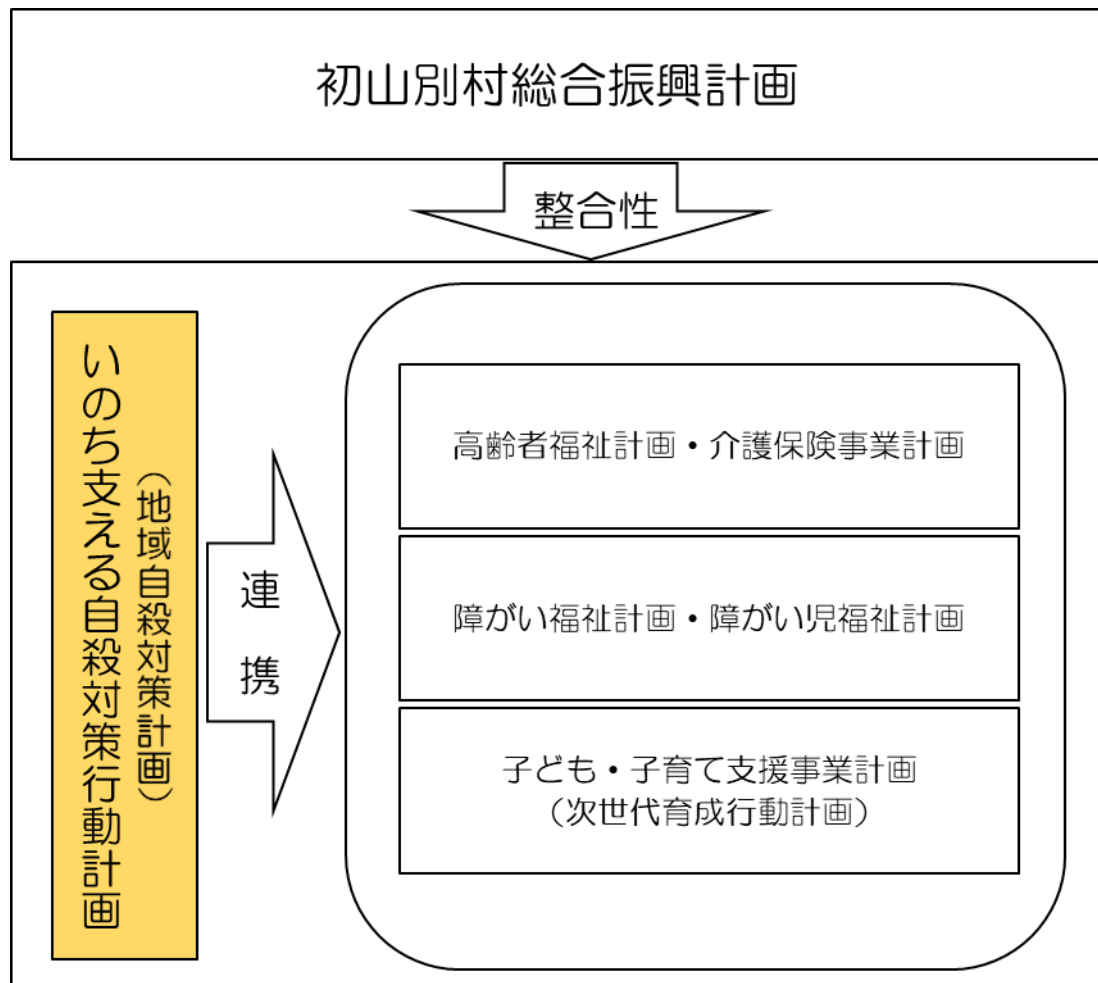 初山別村総合振興計画
整合性
いのち支える自殺対策行動計画
（地域自殺対策計画）
連
携
高齢者福祉計画・介護保険事業計画
障がい福祉計画・障がい児福祉計画
子ども・子育て支援事業計画
（次世代育成行動計画）